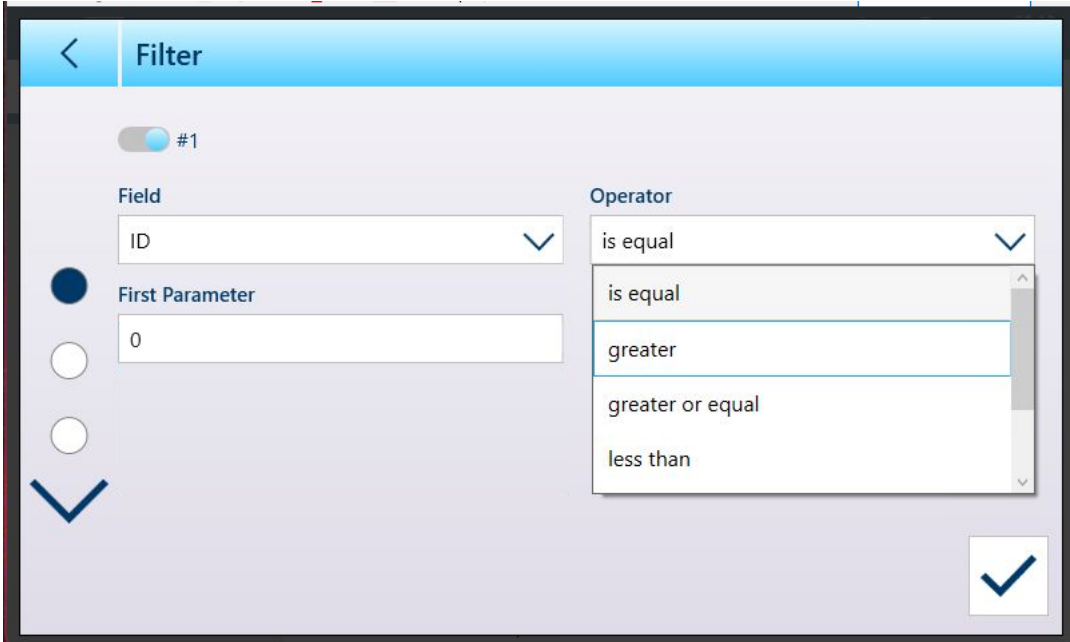 Filter
#1
Field
Operator
ID
is equal
First Parameter
0
is equal
greater
greater or equal
less than